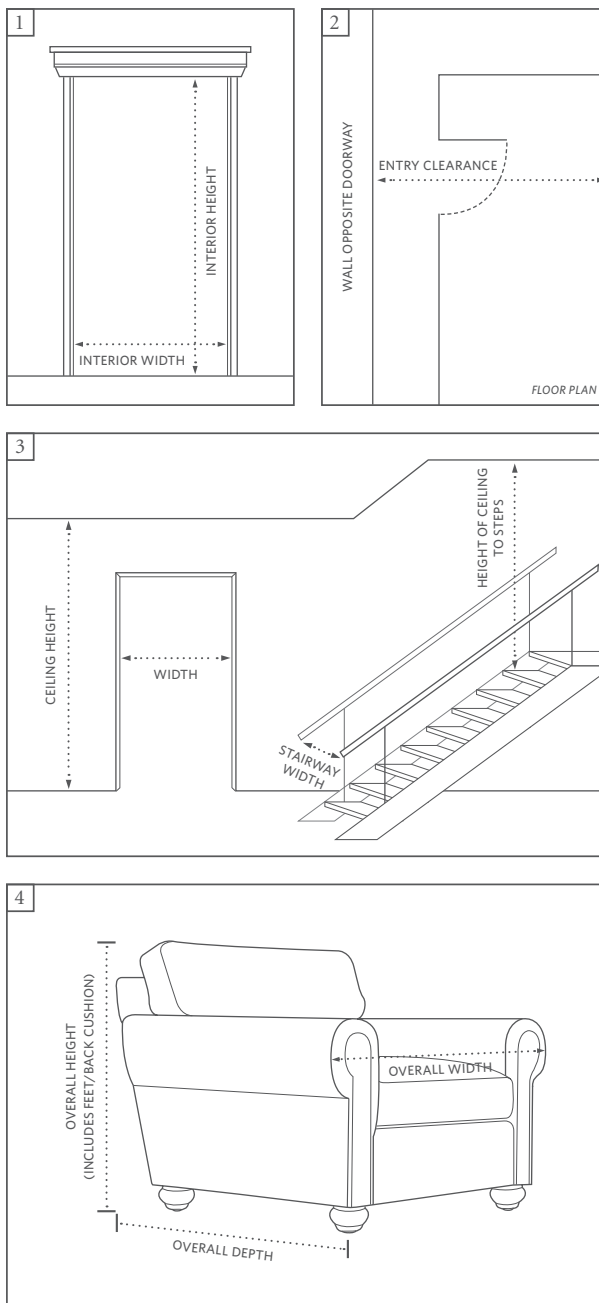 1
INTERIOR HEIGHT
INTERIOR WIDTH
2
WALL OPPOSITE DOORWAY
ENTRY CLEARANCE
FLOOR PLAN
3
CEILING HEIGHT
WIDTH
HEIGHT OF CEILING
TO STEPS
STAIRWAY
WIDTH
4
OVERALL HEIGHT
(INCLUDES FEET/BACK CUSHION)
OVERALL WIDTH
OVERALL DEPTH